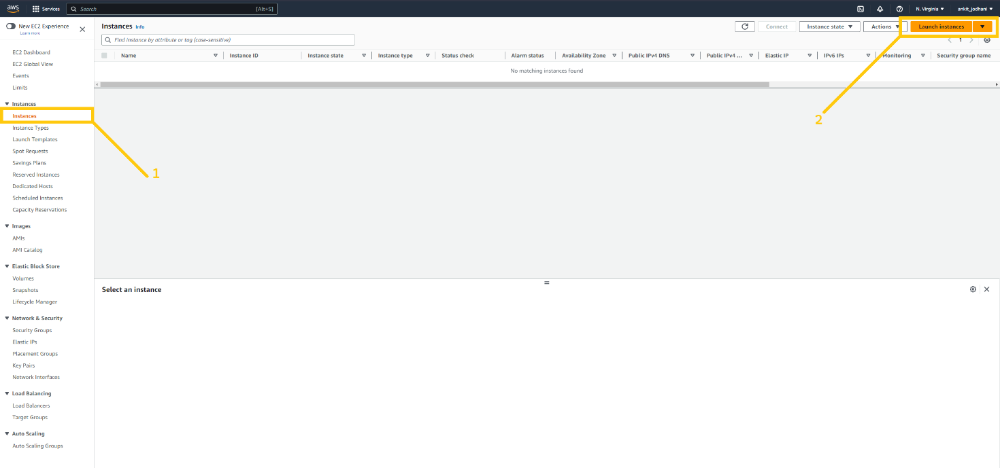 aws
Services
Search
[Alt+S]
N. Virginia
ankit_jodhani
New EC2 Experience
Learn more
EC2 Dashboard
EC2 Global View
Events
Limits
Instances
Instances
Instance Types
Launch Templates
Spot Requests
Savings Plans
Reserved Instances
Dedicated Hosts
Scheduled Instances
Capacity Reservations
Images
AMIs
AMI Catalog
Elastic Block Store
Volumes
Snapshots
Lifecycle Manager
Network & Security
Security Groups
Elastic IPs
Placement Groups
Key Pairs
Network Interfaces
Load Balancing
Load Balancers
Target Groups
Auto Scaling
Auto Scaling Groups
Instances Info
Connect
Instance state
Actions
Launch instances
Find instance by attribute or tag (case-sensitive)
1
Name
Instance ID
Instance state
Instance type
Status check
Alarm status
Availability Zone
Public IPv4 DNS
Public IPv4 ...
Elastic IP
IPv6 IPs
Monitoring
Security group name
No matching instances found
2
1
Select an instance